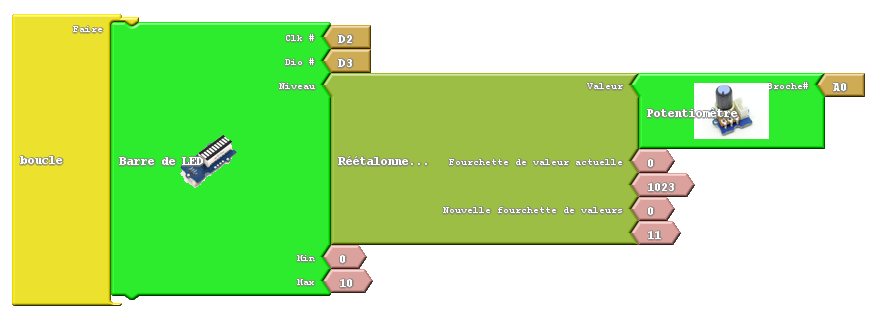 Faire
boucle
Barre de LED
Clk #
D2
Dio #
D3
Niveau
Réétalonne...
Valeur
Potentiomètre
Broche#
A0
Fourchette de valeur actuelle
0
1023
Nouvelle fourchette de valeurs
0
11
Min
0
Max
10